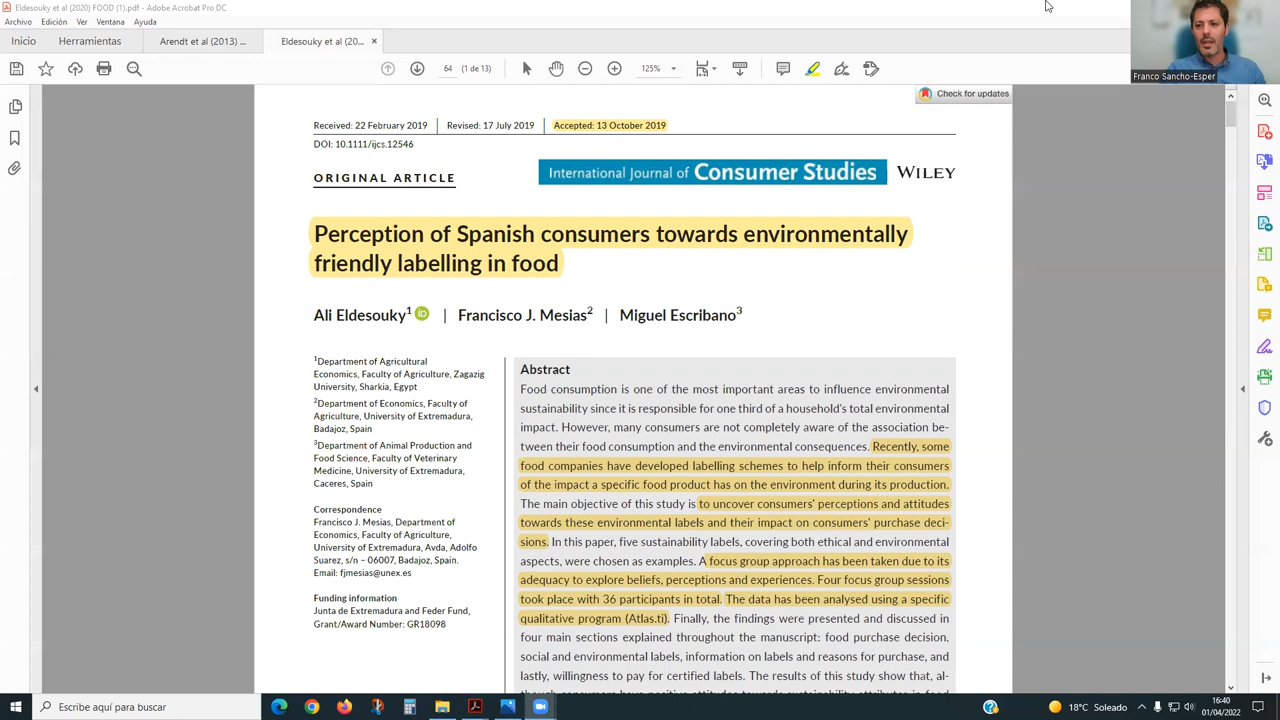 Eldesouky et al (2020) FOOD (1).pdf - Adobe Acrobat Pro DC
Archivo Edición Ver Ventana Ayuda
Inicio Herramientas Arendt et al (2013) ... Eldesouky et al (20... ×
64 (1 de 13) 125%
Franco Sancho-Esper
Check for updates
Received: 22 February 2019 | Revised: 17 July 2019 | Accepted: 13 October 2019
DOI: 10.1111/ijcs.12546
ORIGINAL ARTICLE
International Journal of Consumer Studies WILEY
Perception of Spanish consumers towards environmentally
friendly labelling in food
Ali Eldesouky1 iD | Francisco J. Mesias2 | Miguel Escribano3
1Department of Agricultural
Economics, Faculty of Agriculture, Zagazig
University, Sharkia, Egypt
2Department of Economics, Faculty of
Agriculture, University of Extremadura,
Badajoz, Spain
3Department of Animal Production and
Food Science, Faculty of Veterinary
Medicine, University of Extremadura,
Caceres, Spain
Correspondence
Francisco J. Mesias, Department of
Economics, Faculty of Agriculture,
University of Extremadura, Avda, Adolfo
Suarez, s/n – 06007, Badajoz, Spain.
Email: fjmesias@unex.es
Funding information
Junta de Extremadura and Feder Fund,
Grant/Award Number: GR18098
Abstract
Food consumption is one of the most important areas to influence environmental
sustainability since it is responsible for one third of a household's total environmental
impact. However, many consumers are not completely aware of the association be-
tween their food consumption and the environmental consequences. Recently, some
food companies have developed labelling schemes to help inform their consumers
of the impact a specific food product has on the environment during its production.
The main objective of this study is to uncover consumers' perceptions and attitudes
towards these environmental labels and their impact on consumers' purchase deci-
sions. In this paper, five sustainability labels, covering both ethical and environmental
aspects, were chosen as examples. A focus group approach has been taken due to its
adequacy to explore beliefs, perceptions and experiences. Four focus group sessions
took place with 36 participants in total. The data has been analysed using a specific
qualitative program (Atlas.ti). Finally, the findings were presented and discussed in
four main sections explained throughout the manuscript: food purchase decision,
social and environmental labels, information on labels and reasons for purchase, and
lastly, willingness to pay for certified labels. The results of this study show that, al-
though consumers have positive attitudes towards sustainability attributes in food
Escribe aquí para buscar
18°C Soleado
16:40
01/04/2022